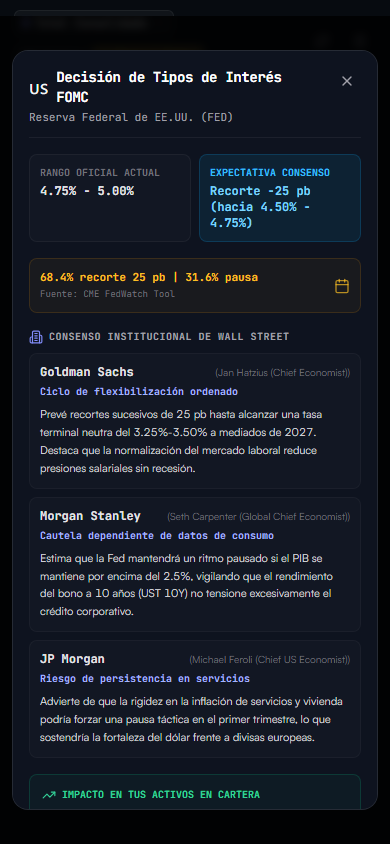 US Decisión de Tipos de Interés
FOMC
Reserva Federal de EE.UU. (FED)
RANGO OFICIAL ACTUAL
4.75% - 5.00%
EXPECTATIVA CONSENSO
Recorte -25 pb
(hacia 4.50% -
4.75%)
68.4% recorte 25 pb | 31.6% pausa
Fuente: CME FedWatch Tool
CONSENSO INSTITUCIONAL DE WALL STREET
Goldman Sachs (Jan Hatzius (Chief Economist))
Ciclo de flexibilización ordenado
Prevé recortes sucesivos de 25 pb hasta alcanzar una tasa
terminal neutra del 3.25%-3.50% a mediados de 2027.
Destaca que la normalización del mercado laboral reduce
presiones salariales sin recesión.
Morgan Stanley (Seth Carpenter (Global Chief Economist))
Cautela dependiente de datos de consumo
Estima que la Fed mantendrá un ritmo pausado si el PIB se
mantiene por encima del 2.5%, vigilando que el rendimiento
del bono a 10 años (UST 10Y) no tensione excesivamente el
crédito corporativo.
JP Morgan (Michael Feroli (Chief US Economist))
Riesgo de persistencia en servicios
Advierte de que la rigidez en la inflación de servicios y vivienda
podría forzar una pausa táctica en el primer trimestre, lo que
sostendría la fortaleza del dólar frente a divisas europeas.
IMPACTO EN TUS ACTIVOS EN CARTERA